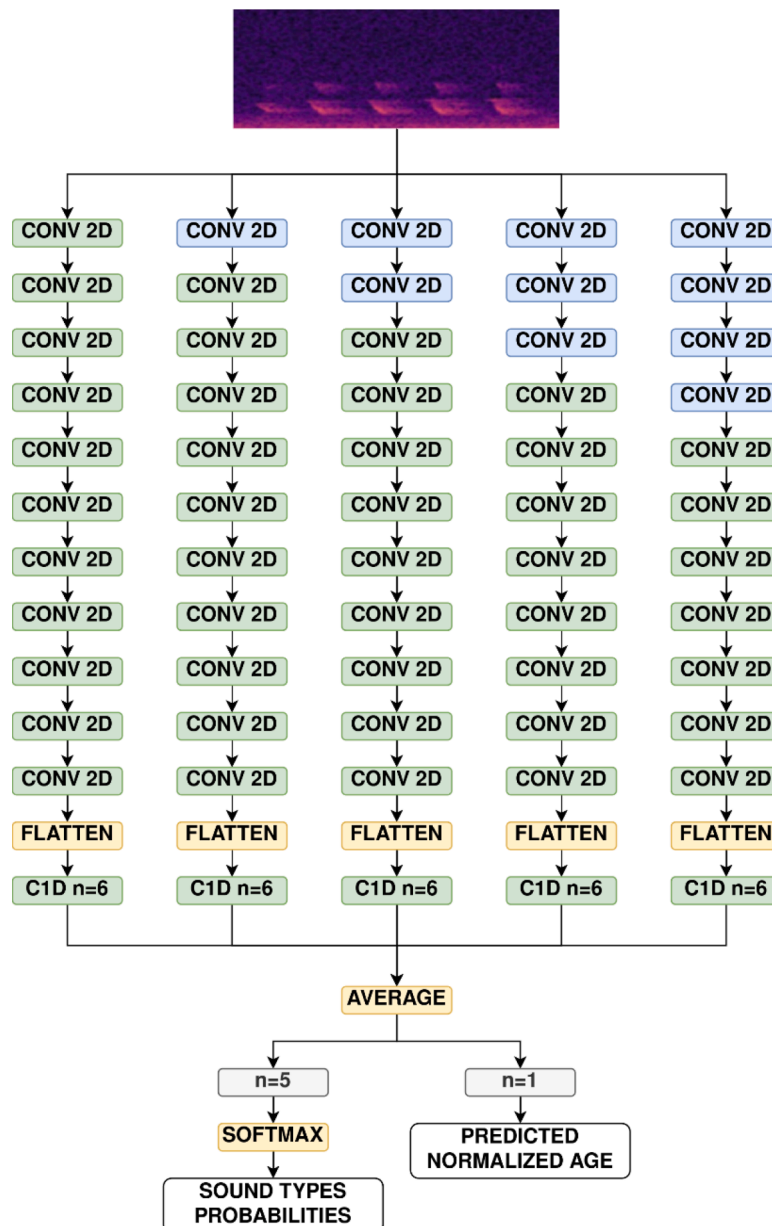 CONV 2D CONV 2D CONV 2D CONV 2D CONV 2D
CONV 2D CONV 2D CONV 2D CONV 2D CONV 2D
CONV 2D CONV 2D CONV 2D CONV 2D CONV 2D
CONV 2D CONV 2D CONV 2D CONV 2D CONV 2D
CONV 2D CONV 2D CONV 2D CONV 2D CONV 2D
CONV 2D CONV 2D CONV 2D CONV 2D CONV 2D
CONV 2D CONV 2D CONV 2D CONV 2D CONV 2D
CONV 2D CONV 2D CONV 2D CONV 2D CONV 2D
CONV 2D CONV 2D CONV 2D CONV 2D CONV 2D
CONV 2D CONV 2D CONV 2D CONV 2D CONV 2D
CONV 2D CONV 2D CONV 2D CONV 2D CONV 2D
FLATTEN FLATTEN FLATTEN FLATTEN FLATTEN
C1D n=6 C1D n=6 C1D n=6 C1D n=6 C1D n=6
AVERAGE
n=5 n=1
SOFTMAX
PREDICTED
NORMALIZED AGE
SOUND TYPES
PROBABILITIES